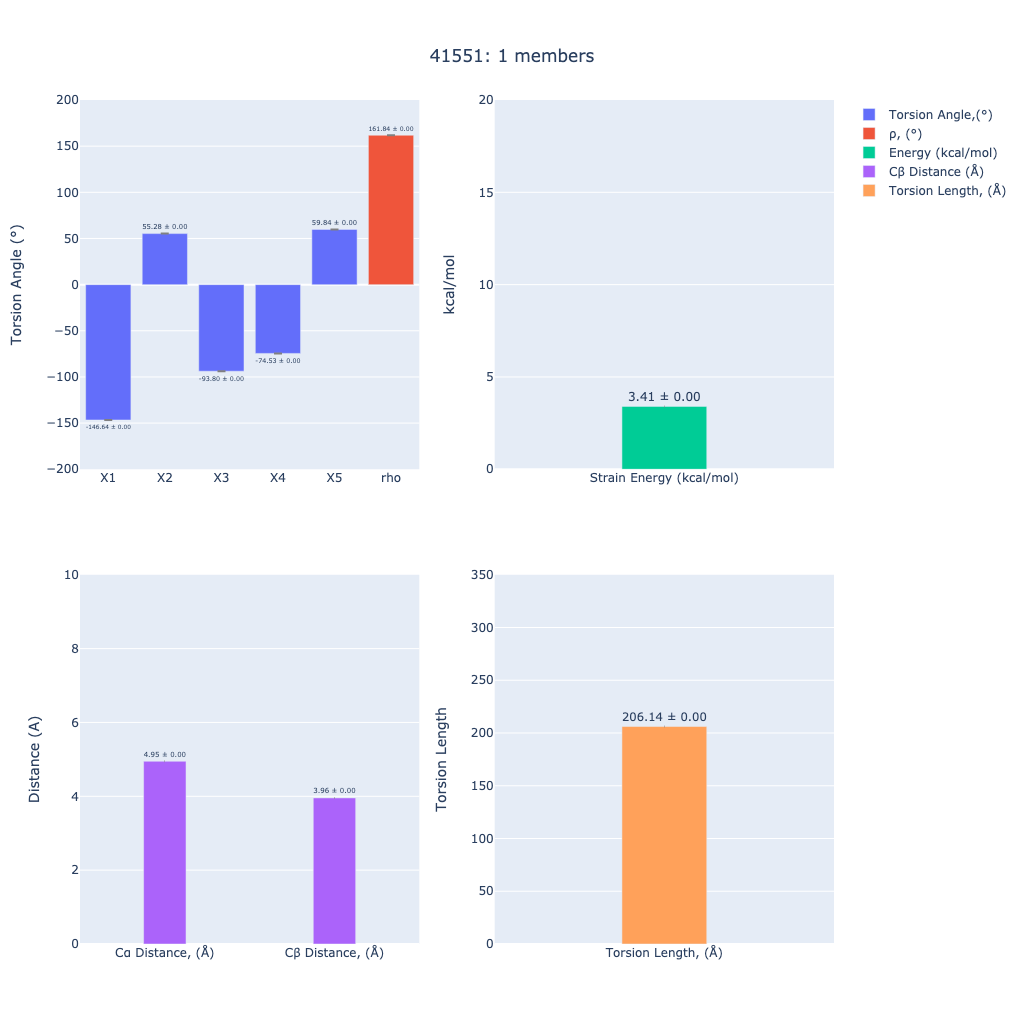 41551: 1 members
200
150
100
50
0
−50
−100
−150
−200
Torsion Angle (°)
-146.64 ± 0.00
55.28 ± 0.00
-93.80 ± 0.00
-74.53 ± 0.00
59.84 ± 0.00
161.84 ± 0.00
X1 X2 X3 X4 X5 rho
20
15
10
5
0
kcal/mol
3.41 ± 0.00
Strain Energy (kcal/mol)
Torsion Angle,(°)
ρ, (°)
Energy (kcal/mol)
Cβ Distance (Å)
Torsion Length, (Å)
10
8
6
4
2
0
Distance (A)
4.95 ± 0.00
3.96 ± 0.00
Cα Distance, (Å) Cβ Distance, (Å)
350
300
250
200
150
100
50
0
Torsion Length
206.14 ± 0.00
Torsion Length, (Å)